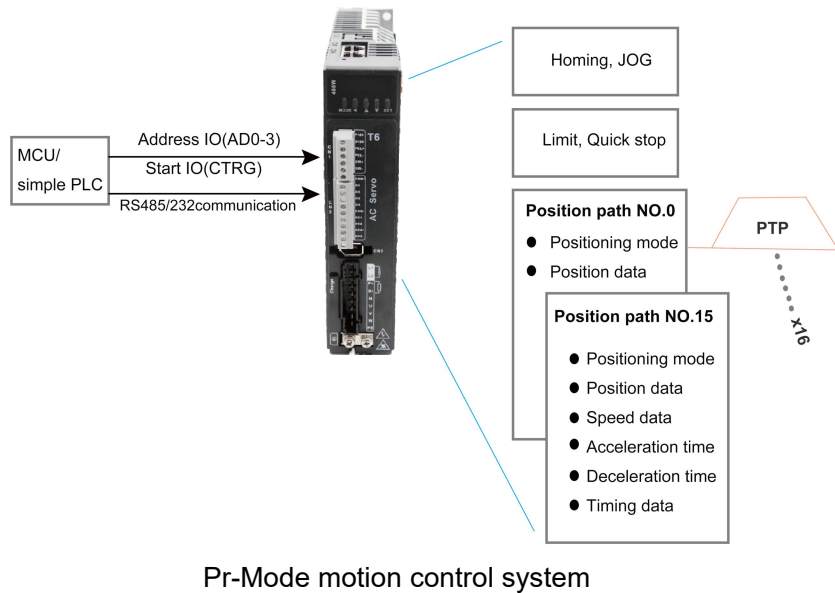 MCU/
simple PLC
Address IO(AD0-3)
Start IO(CTRG)
RS485/232communication
400W
T6
AC Servo
Charge
Homing, JOG
Limit, Quick stop
Position path NO.0
● Positioning mode
● Position data
Position path NO.15
● Positioning mode
● Position data
● Speed data
● Acceleration time
● Deceleration time
● Timing data
PTP
x16
Pr-Mode motion control system